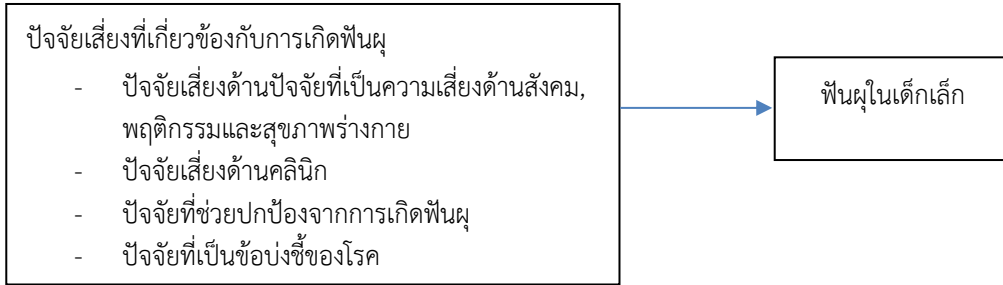 ปัจจัยเสี่ยงที่เกี่ยวข้องกับการเกิดฟันผุ
- ปัจจัยเสี่ยงด้านปัจจัยที่เป็นความเสี่ยงด้านสังคม,
พฤติกรรมและสุขภาพร่างกาย
- ปัจจัยเสี่ยงด้านคลินิก
- ปัจจัยที่ช่วยปกป้องจากการเกิดฟันผุ
- ปัจจัยที่เป็นข้อบ่งชี้ของโรค
ฟันผุในเด็กเล็ก